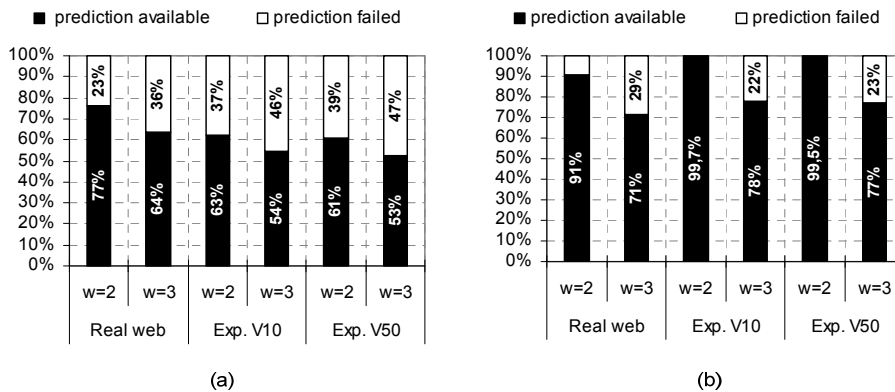 prediction available prediction failed
100%
90%
80%
70%
60%
50%
40%
30%
20%
10%
0%
23% 36% 37% 46% 39% 47%
77% 64% 63% 54% 61% 53%
w=2 w=3 w=2 w=3 w=2 w=3
Real web Exp. V10 Exp. V50
(a)
prediction available prediction failed
100%
90%
80%
70%
60%
50%
40%
30%
20%
10%
0%
29% 22% 23%
91% 71% 99,7% 78% 99,5% 77%
w=2 w=3 w=2 w=3 w=2 w=3
Real web Exp. V10 Exp. V50
(b)